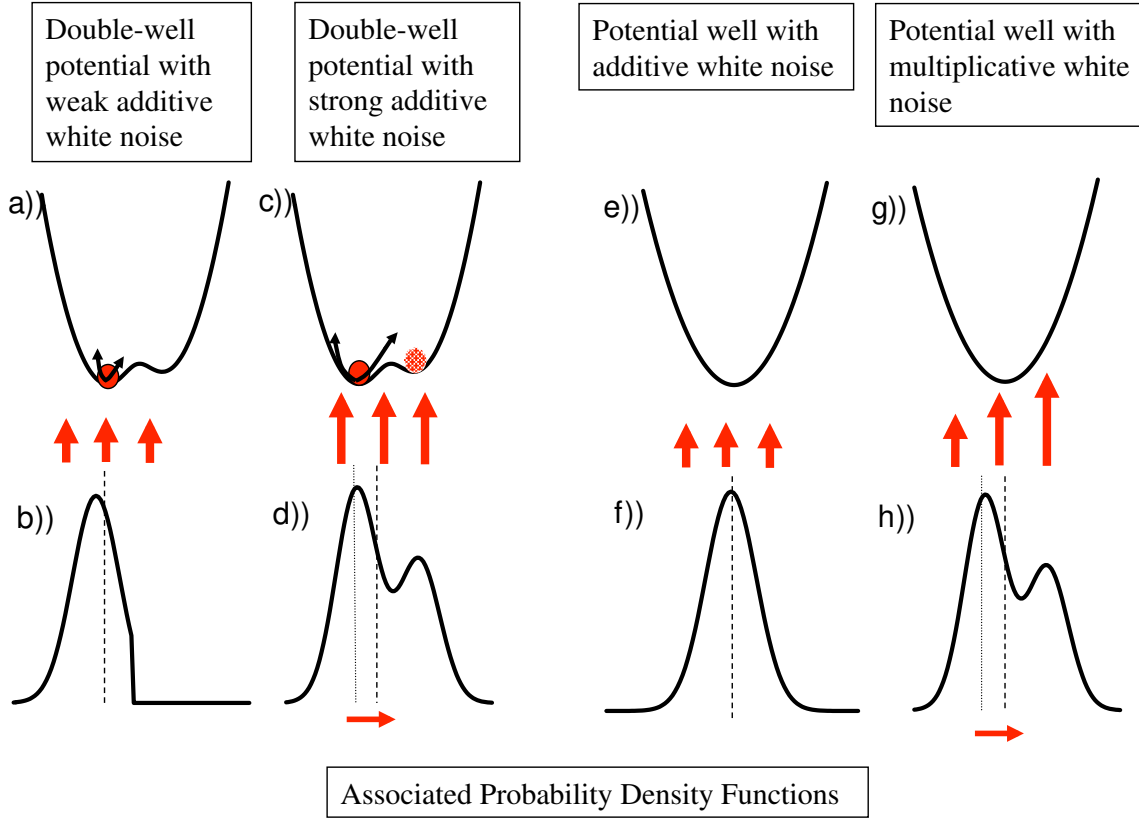 Double-well
potential with
weak additive
white noise
Double-well
potential with
strong additive
white noise
Potential well with
additive white noise
Potential well with
multiplicative white
noise
a))
c))
e))
g))
b))
d))
f))
h))
Associated Probability Density Functions